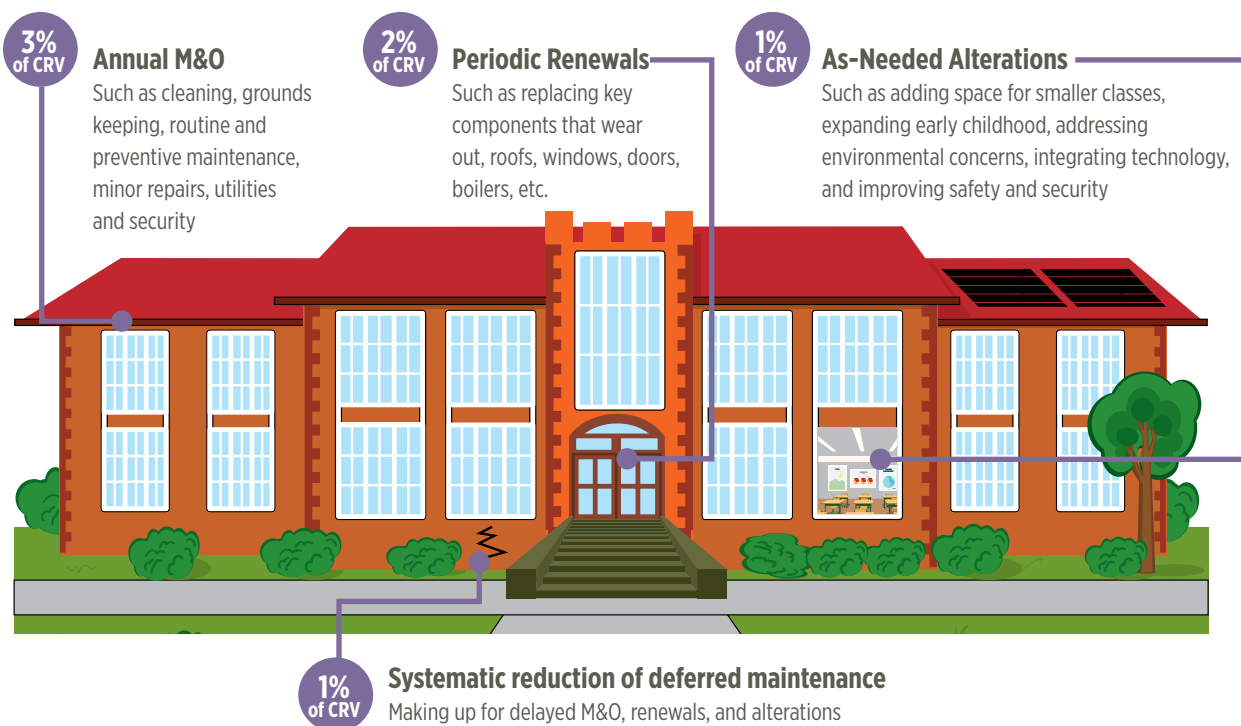 3%
of CRV
Annual M&O
Such as cleaning, grounds
keeping, routine and
preventive maintenance,
minor repairs, utilities
and security
2%
of CRV
Periodic Renewals
Such as replacing key
components that wear
out, roofs, windows, doors,
boilers, etc.
1%
of CRV
As-Needed Alterations
Such as adding space for smaller classes,
expanding early childhood, addressing
environmental concerns, integrating technology,
and improving safety and security
1%
of CRV
Systematic reduction of deferred maintenance
Making up for delayed M&O, renewals, and alterations